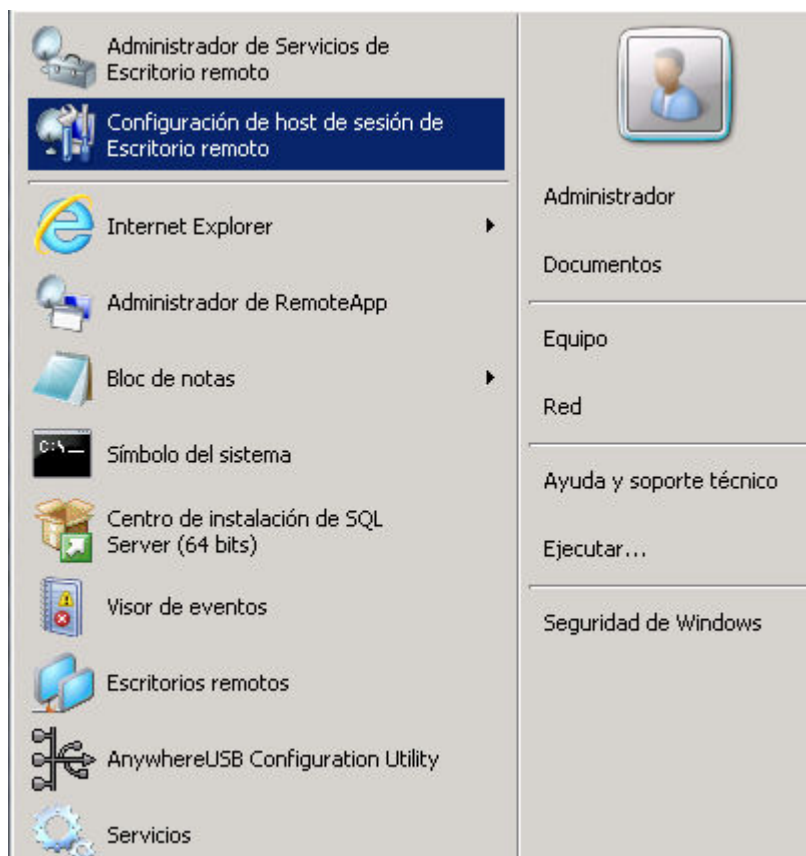 Administrador de Servicios de
Escritorio remoto
Configuración de host de sesión de
Escritorio remoto
Internet Explorer
Administrador de RemoteApp
Bloc de notas
C:\_
Símbolo del sistema
Centro de instalación de SQL
Server (64 bits)
Visor de eventos
Escritorios remotos
AnywhereUSB Configuration Utility
Servicios
Administrador
Documentos
Equipo
Red
Ayuda y soporte técnico
Ejecutar...
Seguridad de Windows